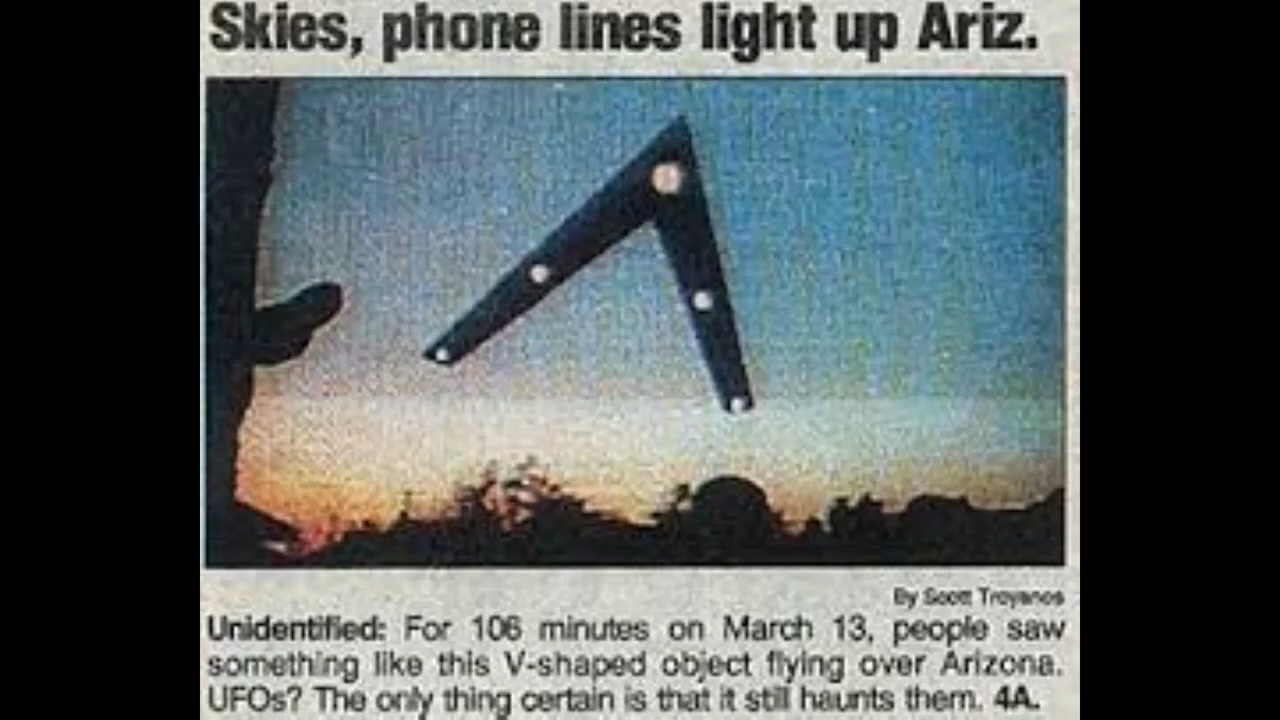 Skies, phone lines light up Ariz.
By Scott Troyanos
Unidentified: For 106 minutes on March 13, people saw
something like this V-shaped object flying over Arizona.
UFOs? The only thing certain is that it still haunts them. 4A.